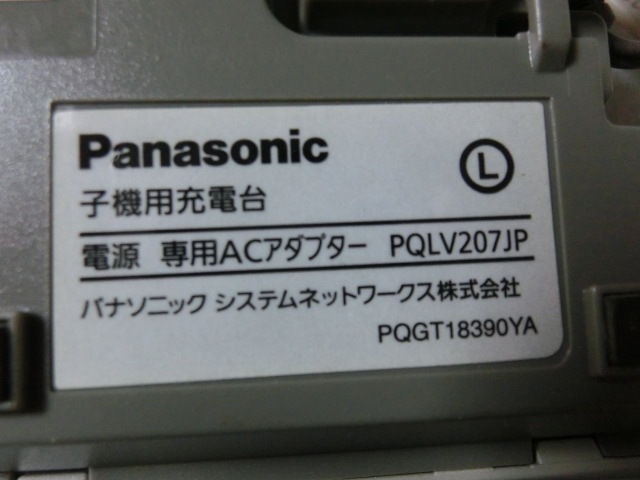 Panasonic
Ⓛ
子機用充電台
電源 専用ACアダプター PQLV207JP
パナソニック システムネットワークス株式会社
PQGT18390YA